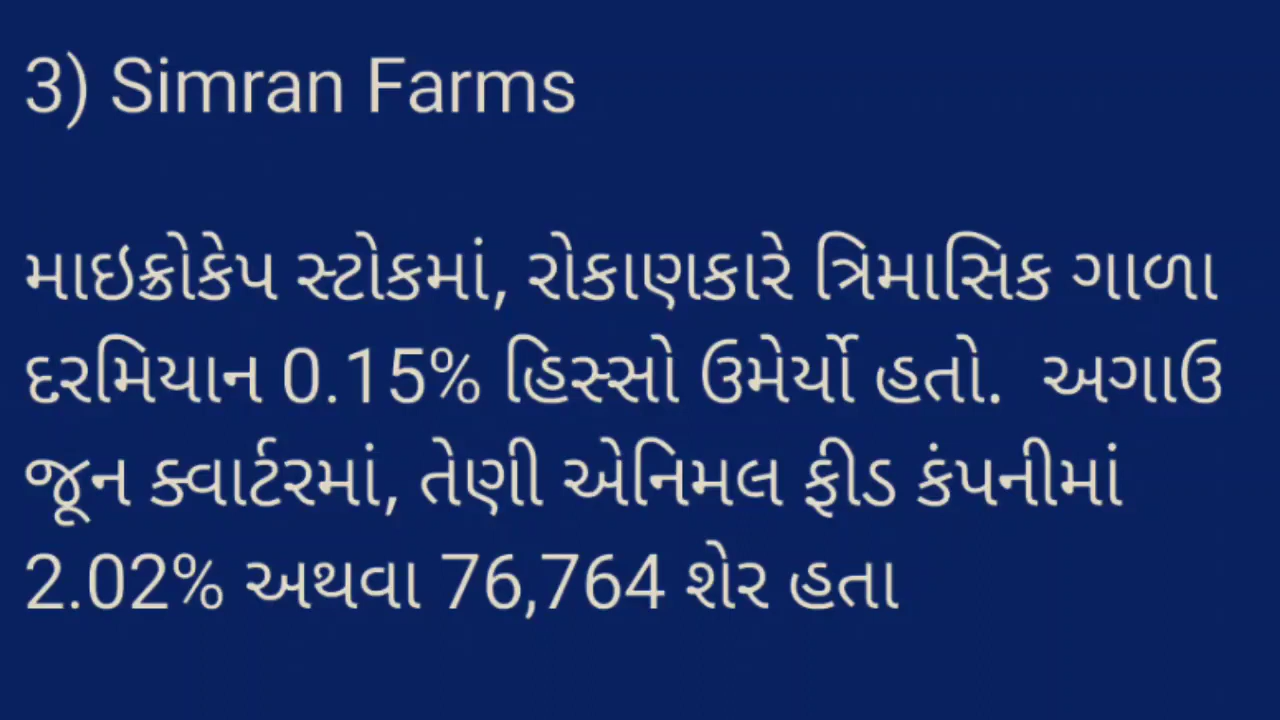 3) Simran Farms
માઇક્રોકેપ સ્ટોકમાં, રોકાણકારે ત્રિમાસિક ગાળા
દરમિયાન 0.15% હિસ્સો ઉમેર્યો હતો.  અગાઉ
જૂન ક્વાર્ટરમાં, તેણી એનિમલ ફીડ કંપનીમાં
2.02% અથવા 76,764 શેર હતા